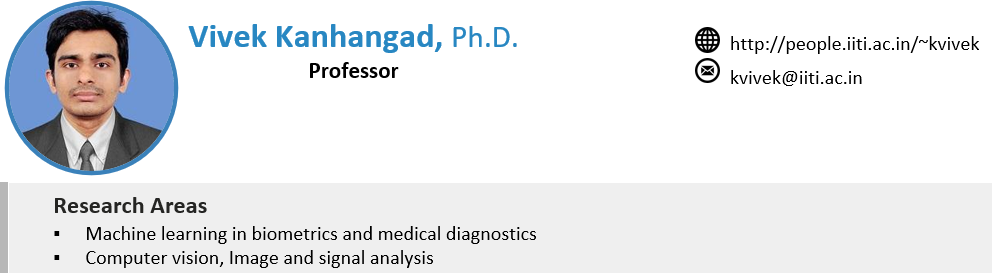 Vivek Kanhangad, Ph.D.
Professor
http://people.iiti.ac.in/~kvivek
kvivek@iiti.ac.in
Research Areas
▪ Machine learning in biometrics and medical diagnostics
▪ Computer vision, Image and signal analysis